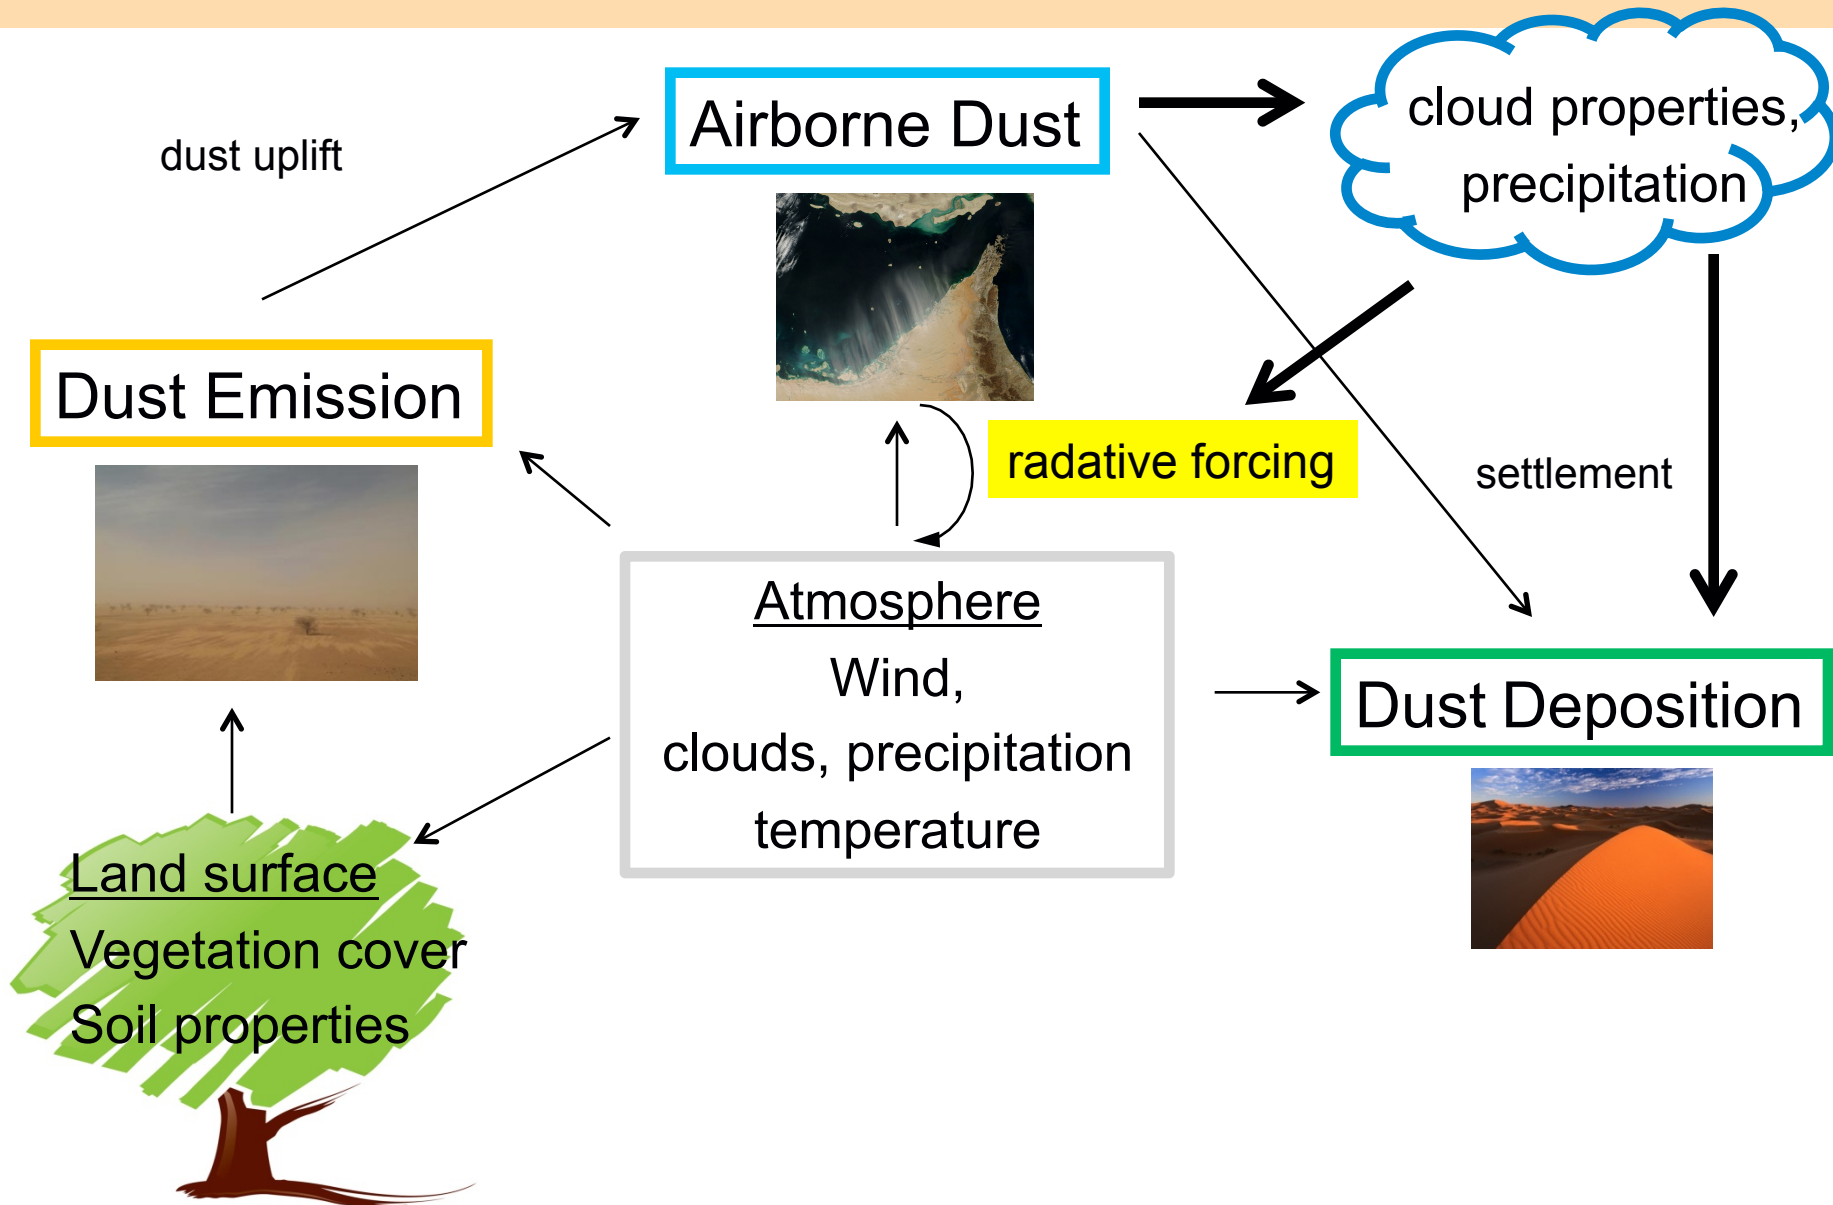 Airborne Dust
cloud properties,
precipitation
dust uplift
Dust Emission
radative forcing
settlement
Atmosphere
Wind,
clouds, precipitation
temperature
Dust Deposition
Land surface
Vegetation cover
Soil properties